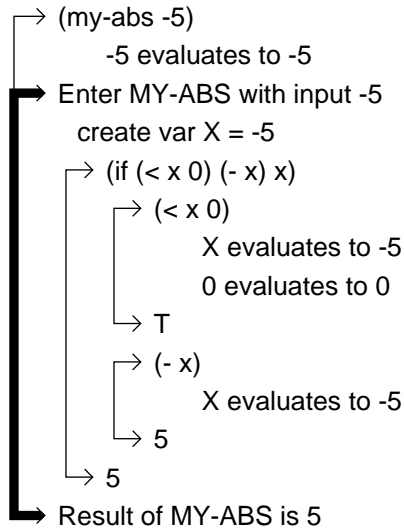 (my-abs -5)
-5 evaluates to -5
Enter MY-ABS with input -5
create var X = -5
(if (< x 0) (- x) x)
(< x 0)
X evaluates to -5
0 evaluates to 0
T
(- x)
X evaluates to -5
5
5
Result of MY-ABS is 5